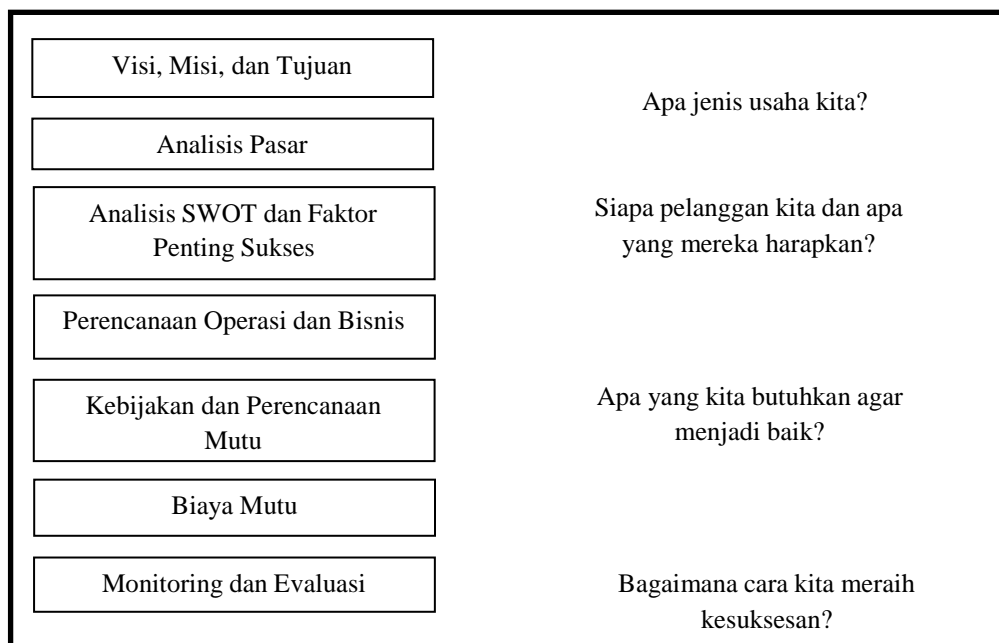 Visi, Misi, dan Tujuan
Apa jenis usaha kita?
Analisis Pasar
Analisis SWOT dan Faktor
Penting Sukses
Siapa pelanggan kita dan apa
yang mereka harapkan?
Perencanaan Operasi dan Bisnis
Kebijakan dan Perencanaan
Mutu
Apa yang kita butuhkan agar
menjadi baik?
Biaya Mutu
Monitoring dan Evaluasi
Bagaimana cara kita meraih
kesuksesan?